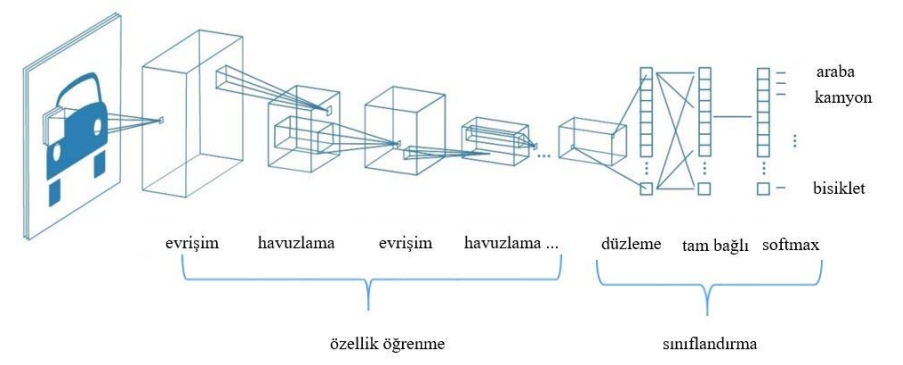 araba
kamyon
bisiklet
evrişim havuzlama evrişim havuzlama ... düzleme tam bağlı softmax
özellik öğrenme sınıflandırma